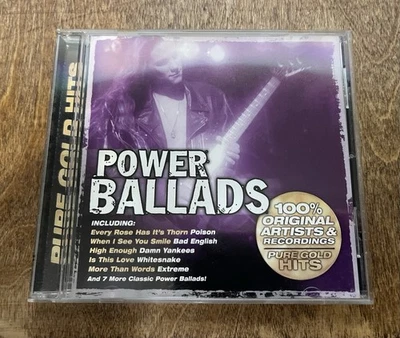 PURE GOLD HITS
POWER
BALLADS
INCLUDING:
Every Rose Has It's Thorn Poison
When I See You Smile Bad English
High Enough Damn Yankees
Is This Love Whitesnake
More Than Words Extreme
And 7 More Classic Power Ballads!
100%
ORIGINAL
ARTISTS &
RECORDINGS
PURE GOLD
HITS